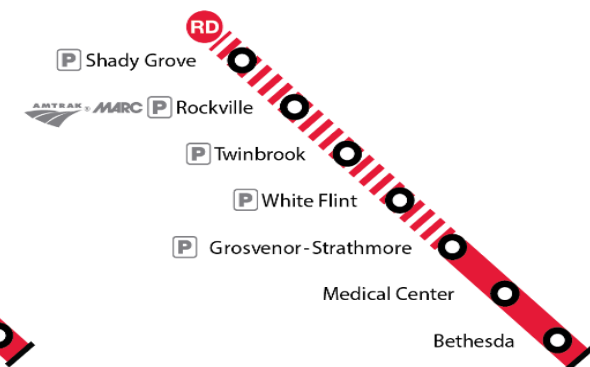 RD
P Shady Grove
AMTRAK® MARC P Rockville
P Twinbrook
P White Flint
P Grosvenor-Strathmore
Medical Center
Bethesda